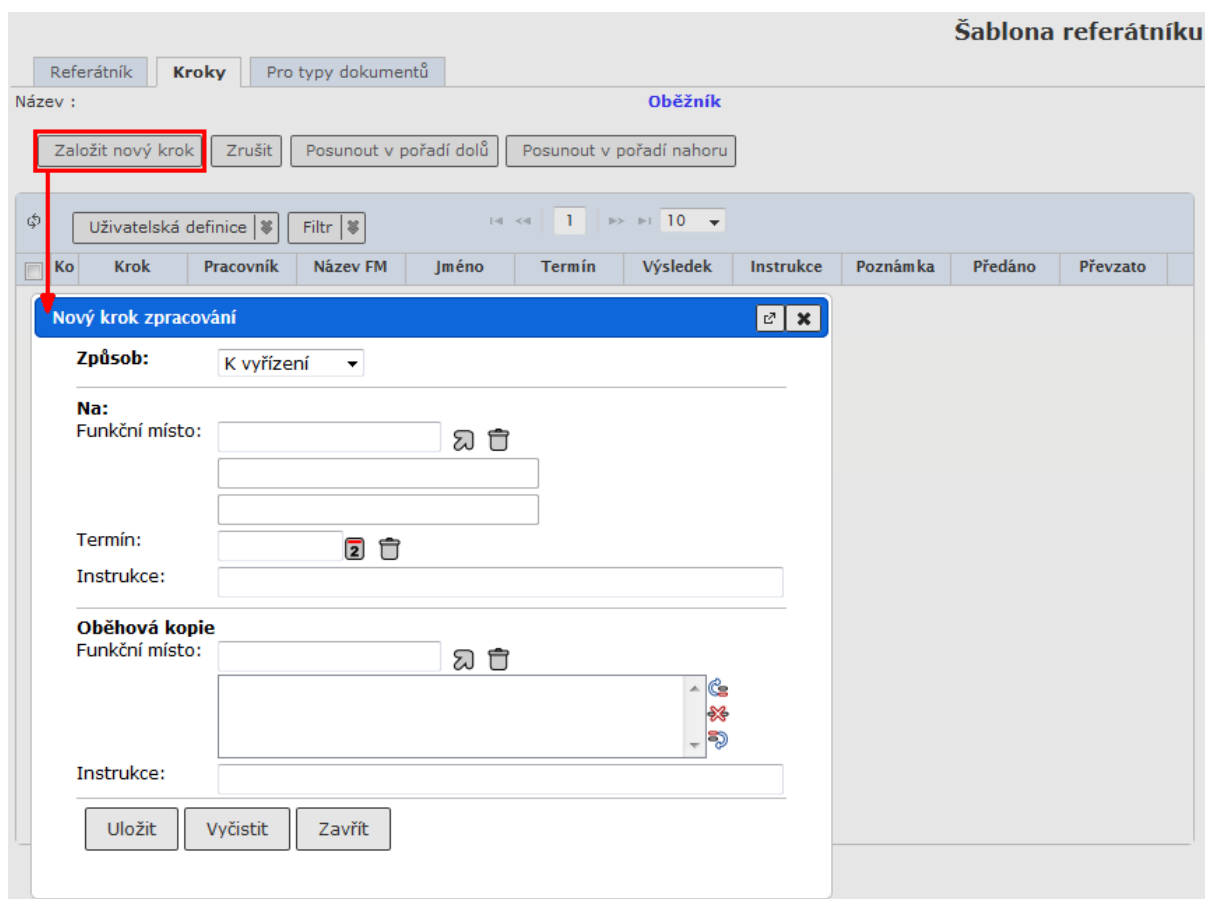 Šablona referátníku
Referátník Kroky Pro typy dokumentů
Název : Oběžník
Založit nový krok Zrušit Posunout v pořadí dolů Posunout v pořadí nahoru
Uživatelská definice Filtr 1 10
Ko Krok Pracovník Název FM Jméno Termín Výsledek Instrukce Poznámka Předáno Převzato
Nový krok zpracování
Způsob: K vyřízení
Na:
Funkční místo:
Termín: 2
Instrukce:
Oběhová kopie
Funkční místo:
Instrukce:
Uložit Vyčistit Zavřít